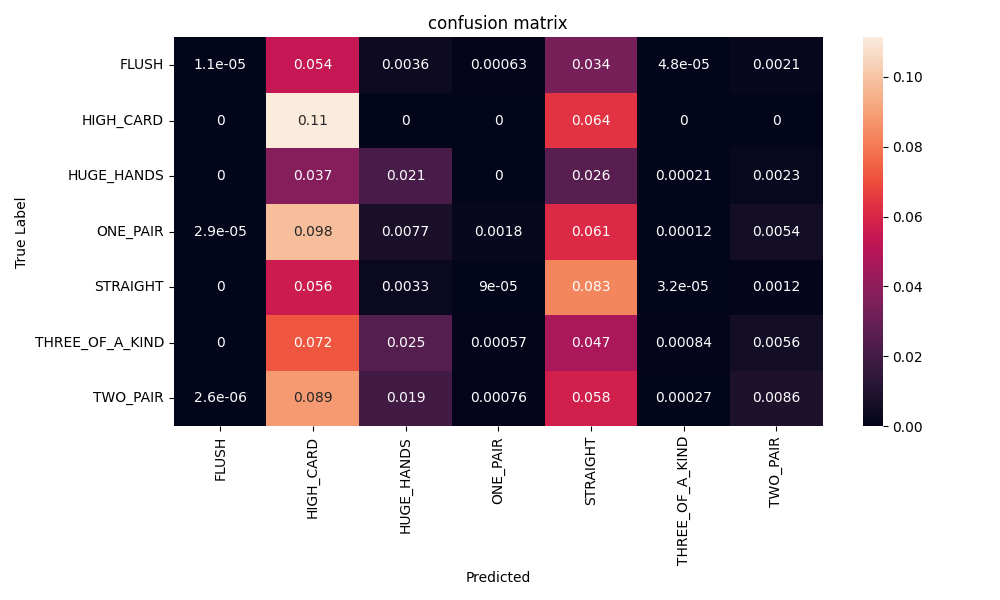 confusion matrix
FLUSH 1.1e-05 0.054 0.0036 0.00063 0.034 4.8e-05 0.0021
HIGH_CARD 0 0.11 0 0 0.064 0 0
HUGE_HANDS 0 0.037 0.021 0 0.026 0.00021 0.0023
ONE_PAIR 2.9e-05 0.098 0.0077 0.0018 0.061 0.00012 0.0054
STRAIGHT 0 0.056 0.0033 9e-05 0.083 3.2e-05 0.0012
THREE_OF_A_KIND 0 0.072 0.025 0.00057 0.047 0.00084 0.0056
TWO_PAIR 2.6e-06 0.089 0.019 0.00076 0.058 0.00027 0.0086
True Label
FLUSH HIGH_CARD HUGE_HANDS ONE_PAIR STRAIGHT THREE_OF_A_KIND TWO_PAIR
Predicted
0.10
0.08
0.06
0.04
0.02
0.00